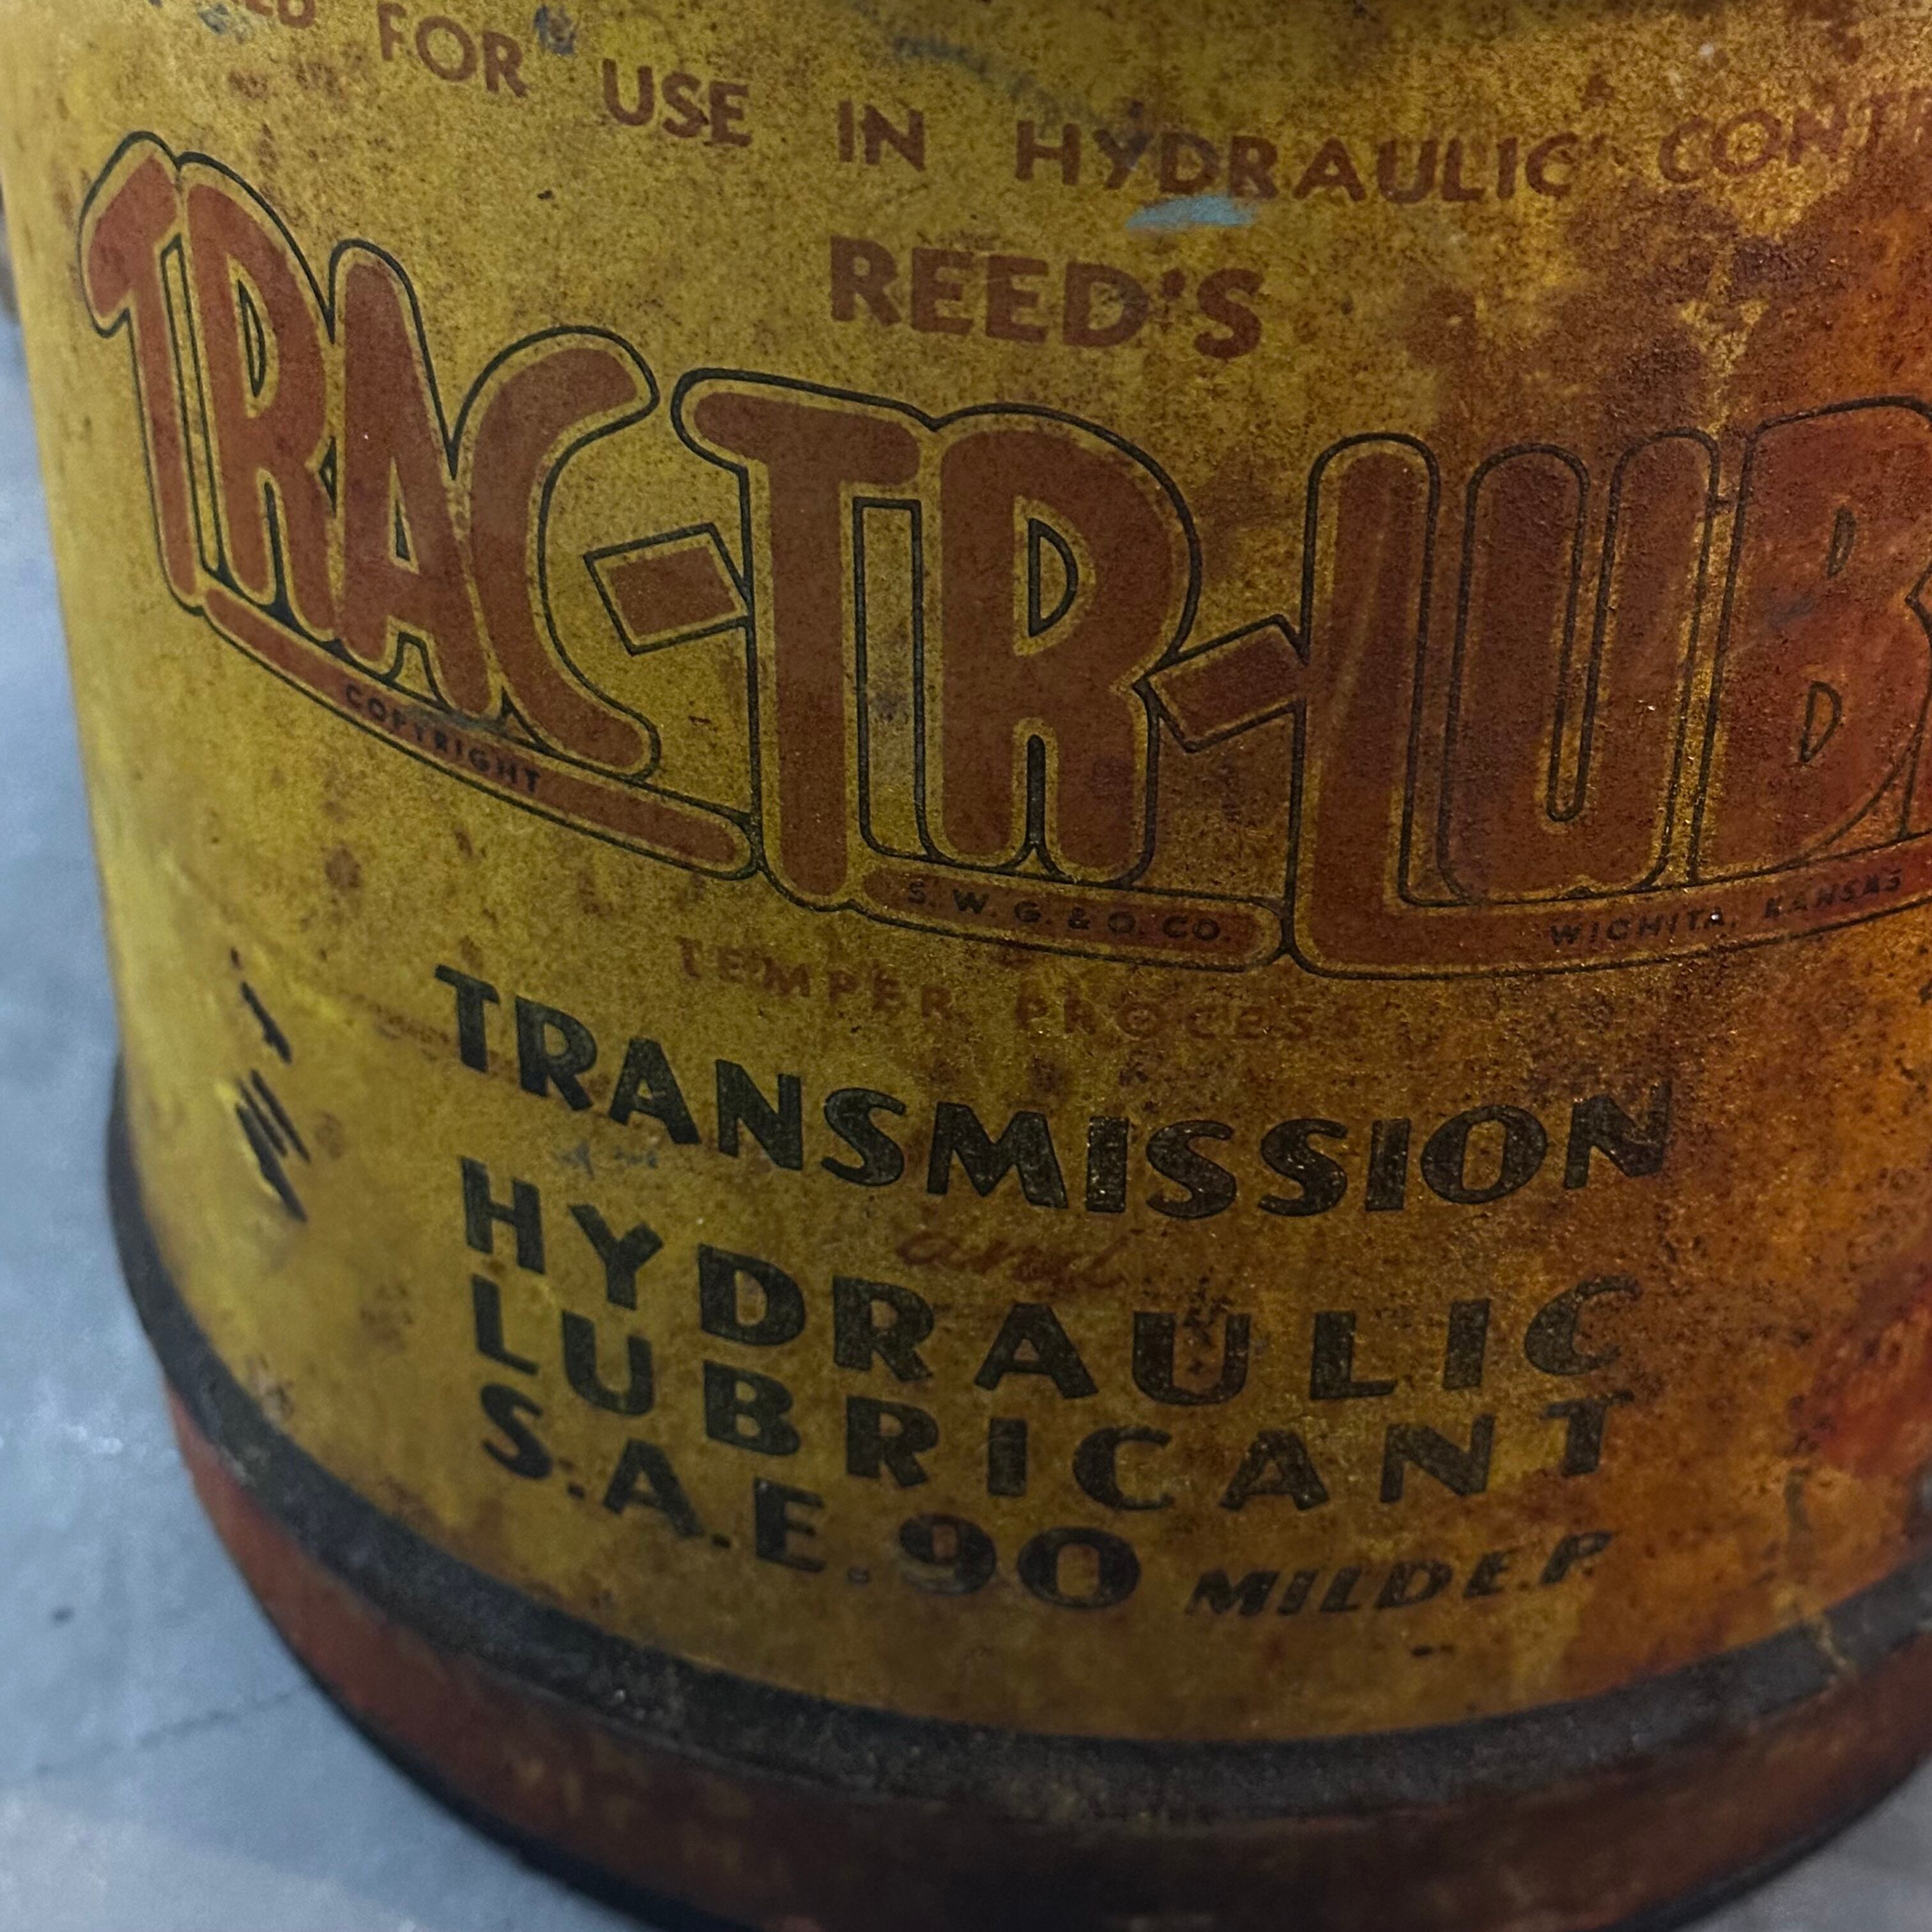 FOR USE IN HYDRAULIC
REED'S
TRAC-TR-LUB
COPYRIGHT S. W. G. & O. CO. WICHITA, KANSAS
TEMPER PROCESS
TRANSMISSION
and
HYDRAULIC
LUBRICANT
S.A.E. 90 MILD E.P.